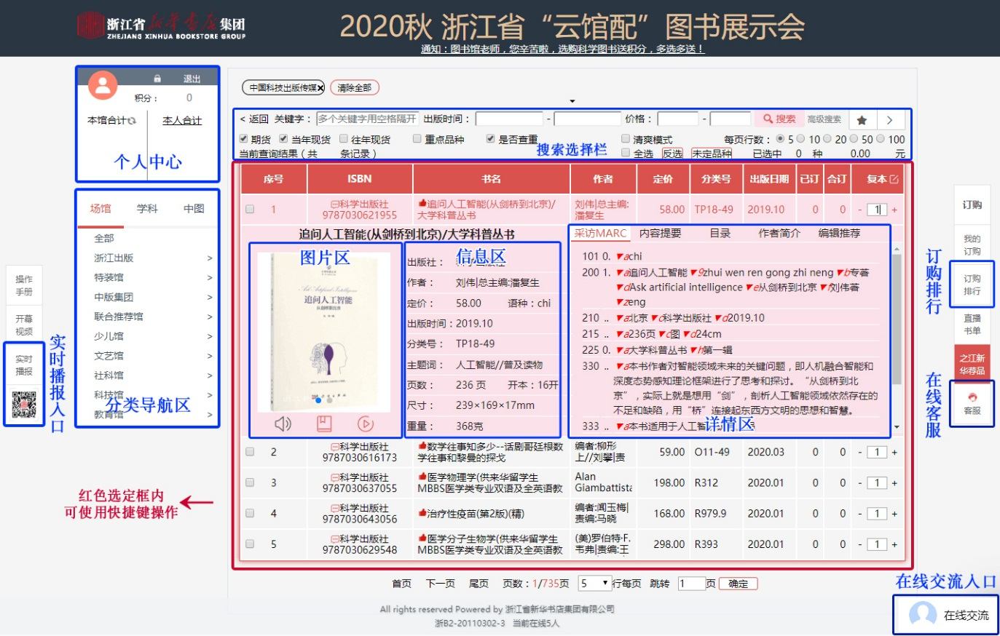 浙江省新华书店集团
ZHEJIANG XINHUA BOOKSTORE GROUP
2020秋 浙江省“云馆配”图书展示会
通知：图书馆老师，您辛苦啦，选购科学图书送积分，多选多送！
退出
积分： 0
本馆合计 本人合计
个人中心
场馆 学科 中图
全部
浙江出版 >
特装馆 >
中版集团 >
联合推荐馆 >
少儿馆 >
文艺馆 >
社科馆 >
科技馆 >
分类导航区
教育馆 >
操作
手册
开幕
视频
实时
播报
实时播报入口
红色选定框内
可使用快捷键操作
中国科技出版传媒× 清除全部
< 返回 关键字： 多个关键字用空格隔开 出版时间： - 价格： - 搜索 高级搜索 ★ >
期货 当年现货 往年现货 重点品种 是否查重 清爽模式 每页行数： 5 10 20 50 100
当前查询结果（共 条记录） 搜索选择栏 全选 反选 未定品种 已选中 0 种 0.00 元
序号 ISBN 书名 作者 定价 分类号 出版日期 已订 合订 复本
1 科学出版社 9787030621955 追问人工智能(从剑桥到北京)/大学科普丛书 刘伟|总主编:潘复生 58.00 TP18-49 2019.10 0 0 - 1 +
追问人工智能(从剑桥到北京)/大学科普丛书
图片区
Ask Artificial Intelligence
追问人工智能
从剑桥到北京
信息区
出版社：
作者： 刘伟|总主编:潘复生
定价： 58.00 语种：chi
出版时间：2019.10
分类号： TP18-49
主题词： 人工智能//普及读物
页数： 236 页 开本：16开
尺寸： 239×169×17mm
重量： 368克
采访MARC 内容提要 目录 作者简介 编辑推荐
101 0. ▼achi
200 1. ▼a追问人工智能 ▼9zhui wen ren gong zhi neng ▼b专著
▼dAsk artificial intelligence ▼e从剑桥到北京 ▼f刘伟著
▼zeng
210 .. ▼a北京 ▼c科学出版社 ▼d2019.10
215 .. ▼a236页 ▼c图 ▼d24cm
225 0. ▼a大学科普丛书 ▼h第一辑
330 .. ▼a本书作者对智能领域未来的关键问题，即人机融合智能和
深度态势感知理论框架进行了思考和探讨。“从剑桥到北
京”，实际上就是想用“剑”，剖析人工智能领域依然存在的
不足和缺陷，用“桥”连接起东西方文明的思想和智慧。
333 .. ▼a本书适用于人工智
详情区
2 科学出版社 9787030616173 数学往事知多少--话剧哥廷根数学往事和黎曼的探戈 编者:柳形上//刘攀|责 59.00 O11-49 2020.03 0 0 - 1 +
3 科学出版社 9787030637055 医学物理学(供来华留学生MBBS医学类专业双语及全英语教 Alan Giambattista 198.00 R312 2020.01 0 0 - 1 +
4 科学出版社 9787030643056 治疗性疫苗(第2版)(精) 编者:闻玉梅|责编:马晓 168.00 R979.9 2020.01 0 0 - 1 +
5 科学出版社 9787030629548 医学分子生物学(供来华留学生MBBS医学类专业双语及全英语教 (美)罗伯特·F.韦弗|责编:王 298.00 R393 2020.01 0 0 - 1 +
首页 下一页 尾页 页数：1/735页 5 行每页 跳转 1 页 确定
All rights reserved Powered by 浙江省新华书店集团有限公司
浙B2-20110302-3 当前在线5人
订购
我的
订购
订购
排行
订购排行
直播
书单
之江新
华荐品
客服
在线客服
在线交流入口
在线交流